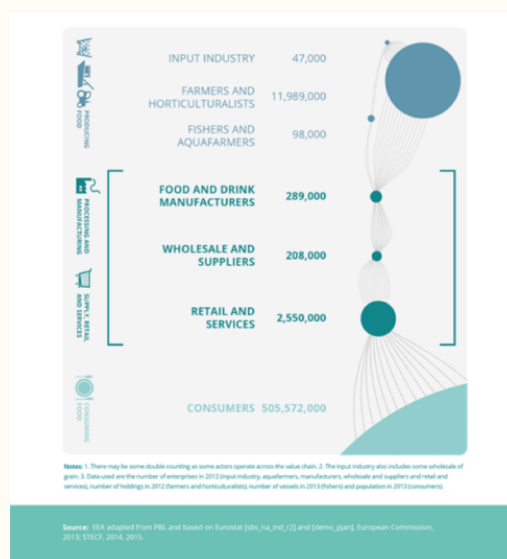 INPUT INDUSTRY 47,000
FARMERS AND
HORTICULTURALISTS 11,989,000
FISHERS AND
AQUAFARMERS 98,000
PRODUCING
FOOD
FOOD AND DRINK
MANUFACTURERS 289,000
PROCESSING AND
MANUFACTURING
WHOLESALE AND
SUPPLIERS 208,000
RETAIL AND
SERVICES 2,550,000
SUPPLY, RETAIL
AND SERVICES
CONSUMERS 505,572,000
CONSUMING
FOOD
Notes: 1. There may be some double counting as some actors operate across the value chain. 2. The input industry also includes some wholesale of
grain. 3. Data used are the number of enterprises in 2012 (input industry, aquafarmers, manufacturers, wholesale and suppliers and retail and
services), number of holdings in 2012 (farmers and horticulturalists), number of vessels in 2013 (fishers) and population in 2013 (consumers).
Source: EEA adapted from PBL and based on Eurostat [sbs_na_ind_r2] and [demo_pjan], European Commission,
2013; STECF, 2014, 2015.